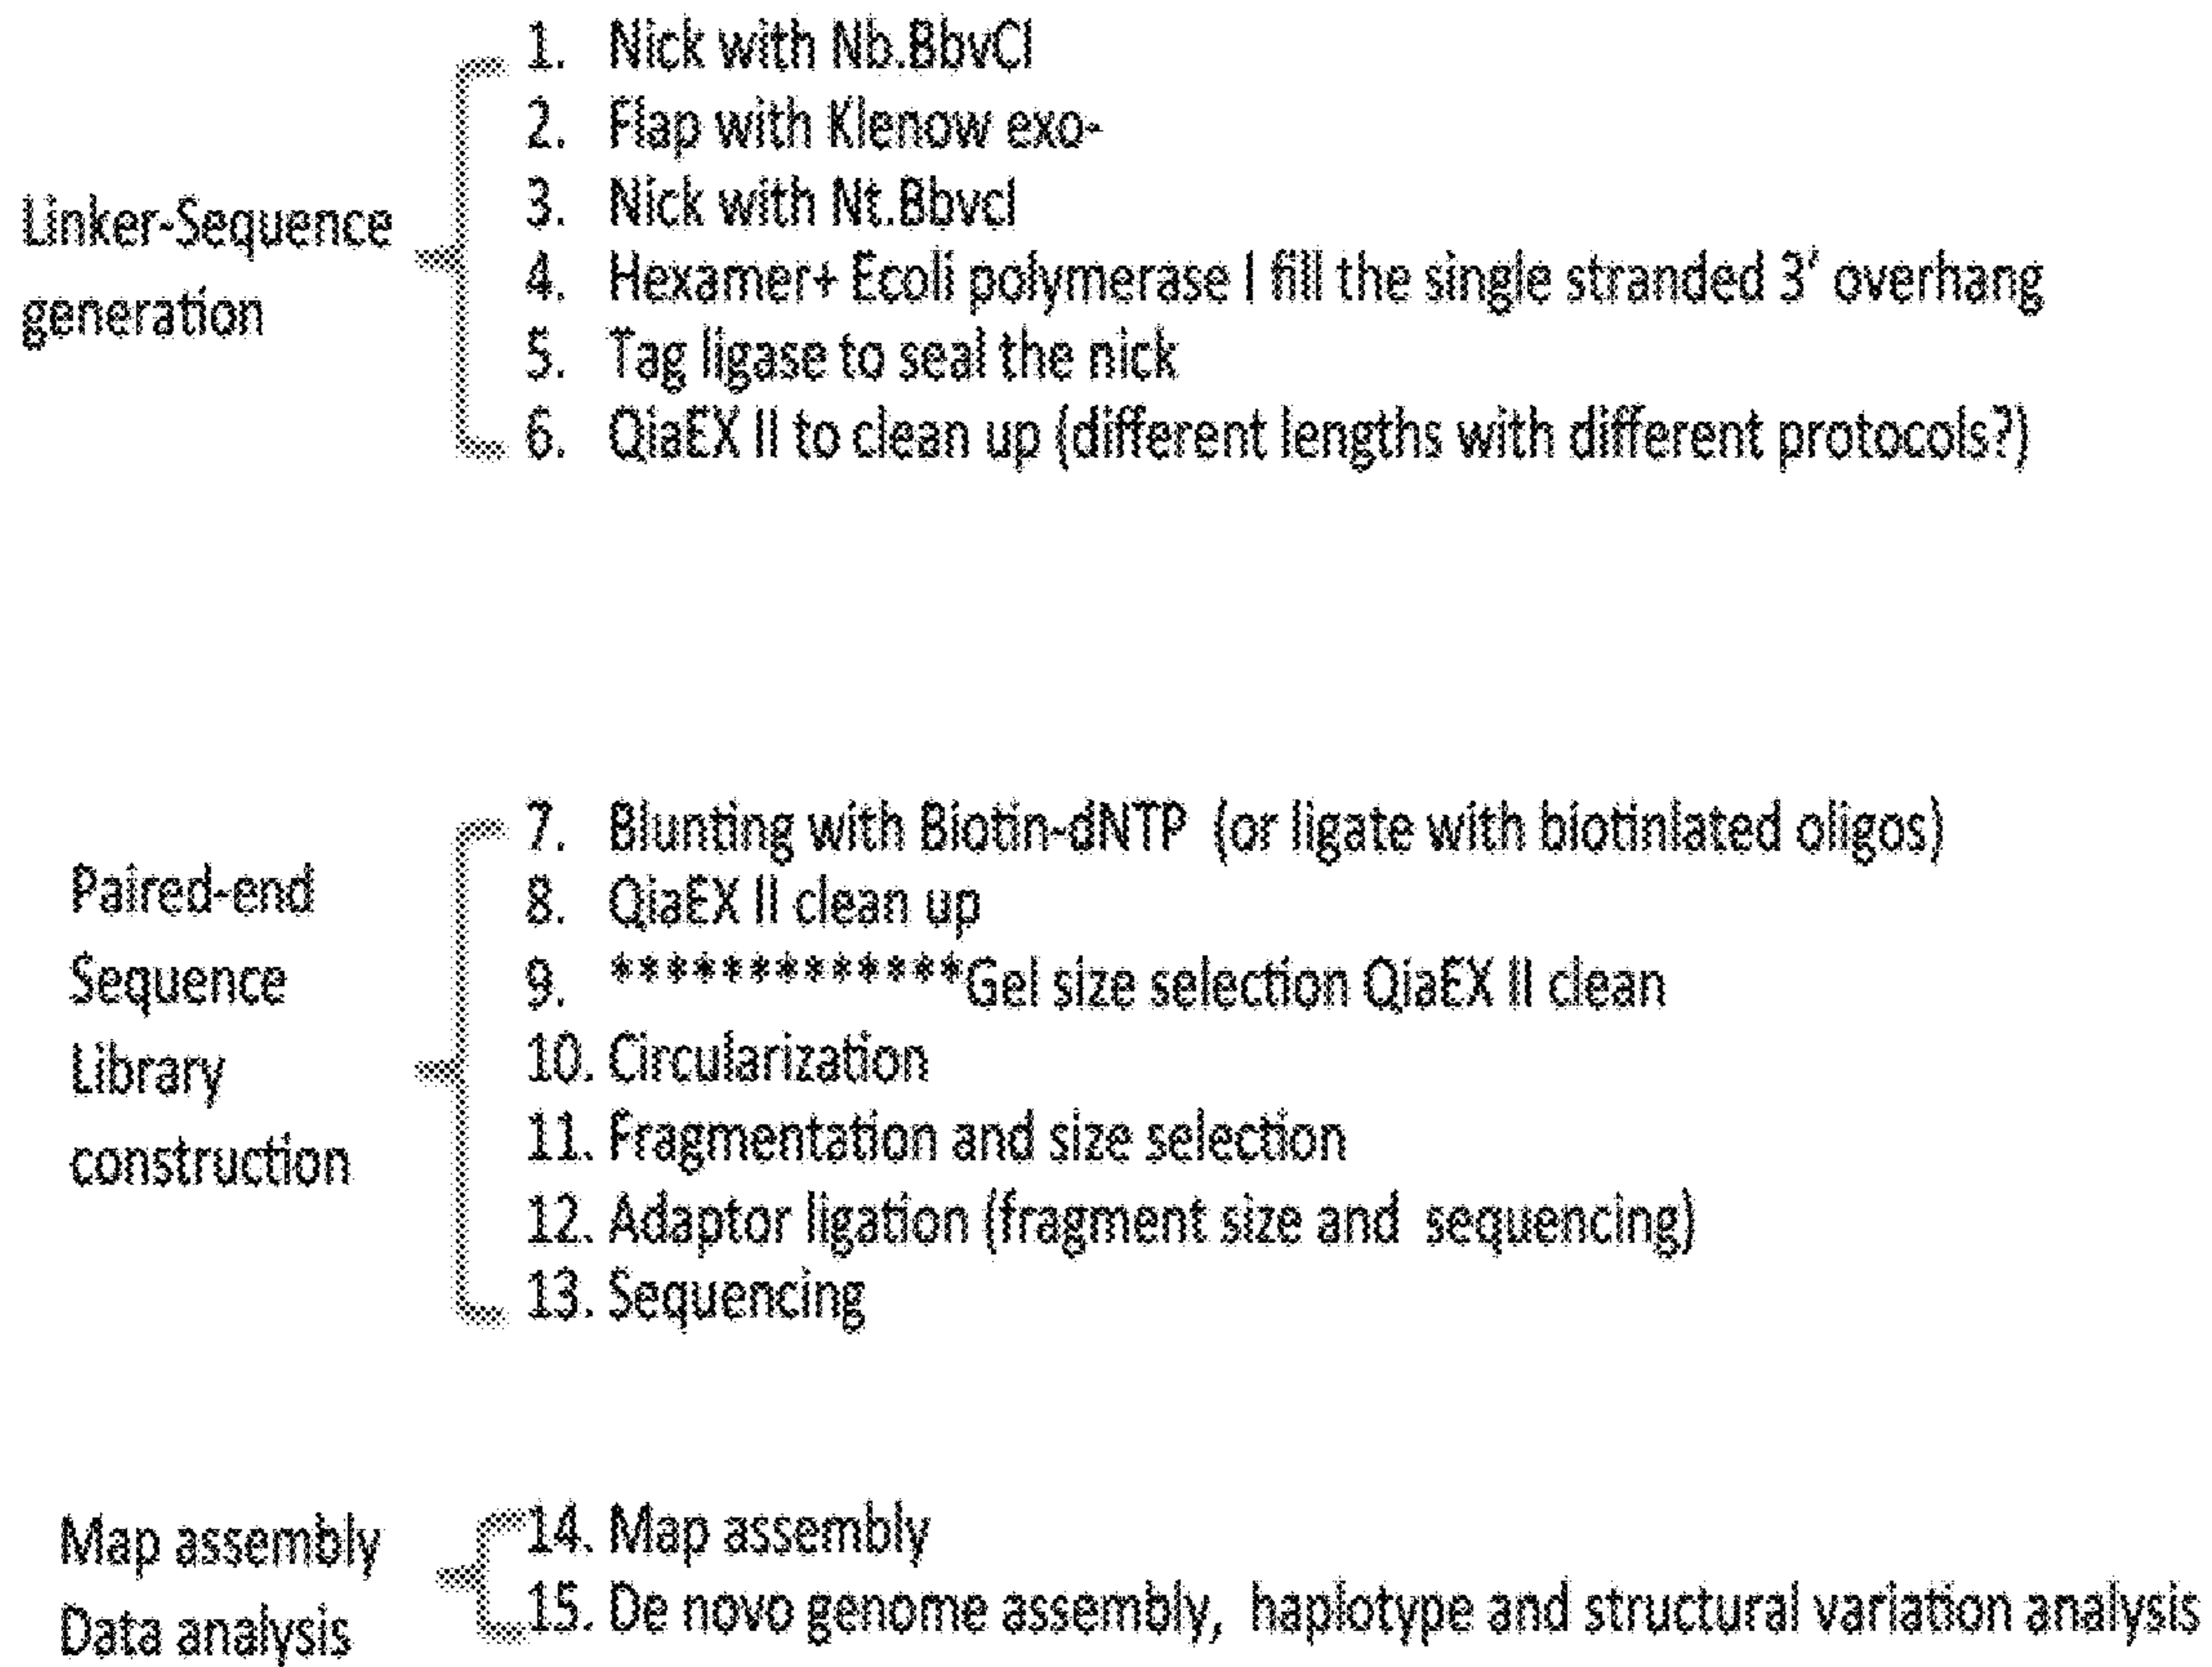 Linker-Sequence
generation
1. Nick with Nb.BbvCI
2. Flap with Klenow exo-
3. Nick with Nt.BbvcI
4. Hexamer+ Ecoli polymerase I fill the single stranded 3' overhang
5. Tag ligase to seal the nick
6. QiaEX II to clean up (different lengths with different protocols?)
Paired-end
Sequence
Library
construction
7. Blunting with Biotin-dNTP (or ligate with biotinlated oligos)
8. QiaEX II clean up
9. *************Gel size selection QiaEX II clean
10. Circularization
11. Fragmentation and size selection
12. Adaptor ligation (fragment size and sequencing)
13. Sequencing
Map assembly
Data analysis
14. Map assembly
15. De novo genome assembly, haplotype and structural variation analysis